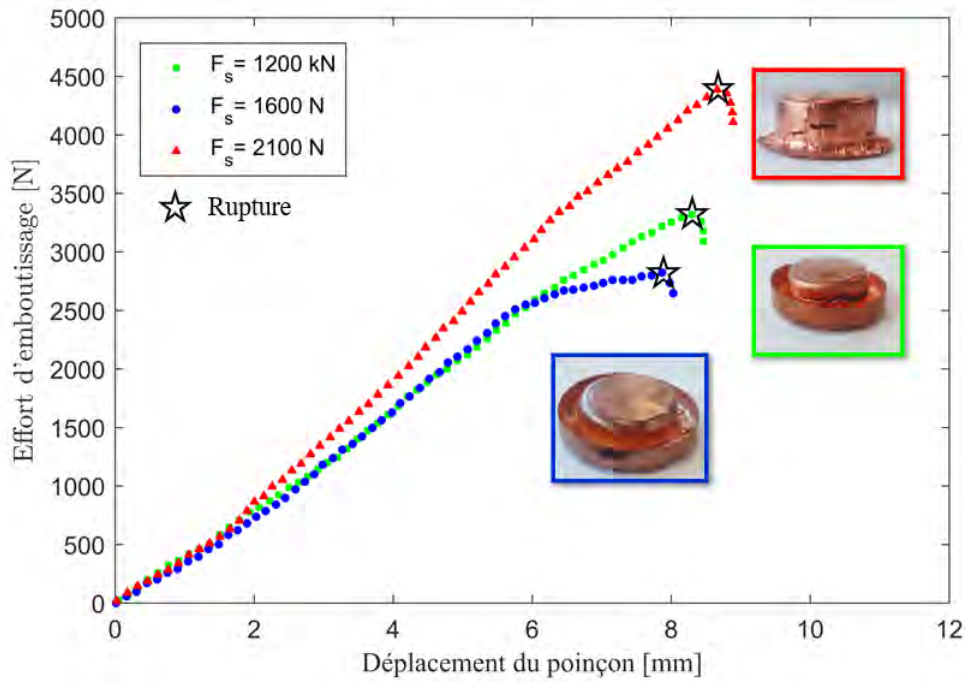 5000
4500
4000
3500
3000
2500
2000
1500
1000
500
0
Effort d'emboutissage [N]
F_s= 1200 kN
F_s= 1600 N
F_s= 2100 N
Rupture
0 2 4 6 8 10 12
Déplacement du poinçon [mm]